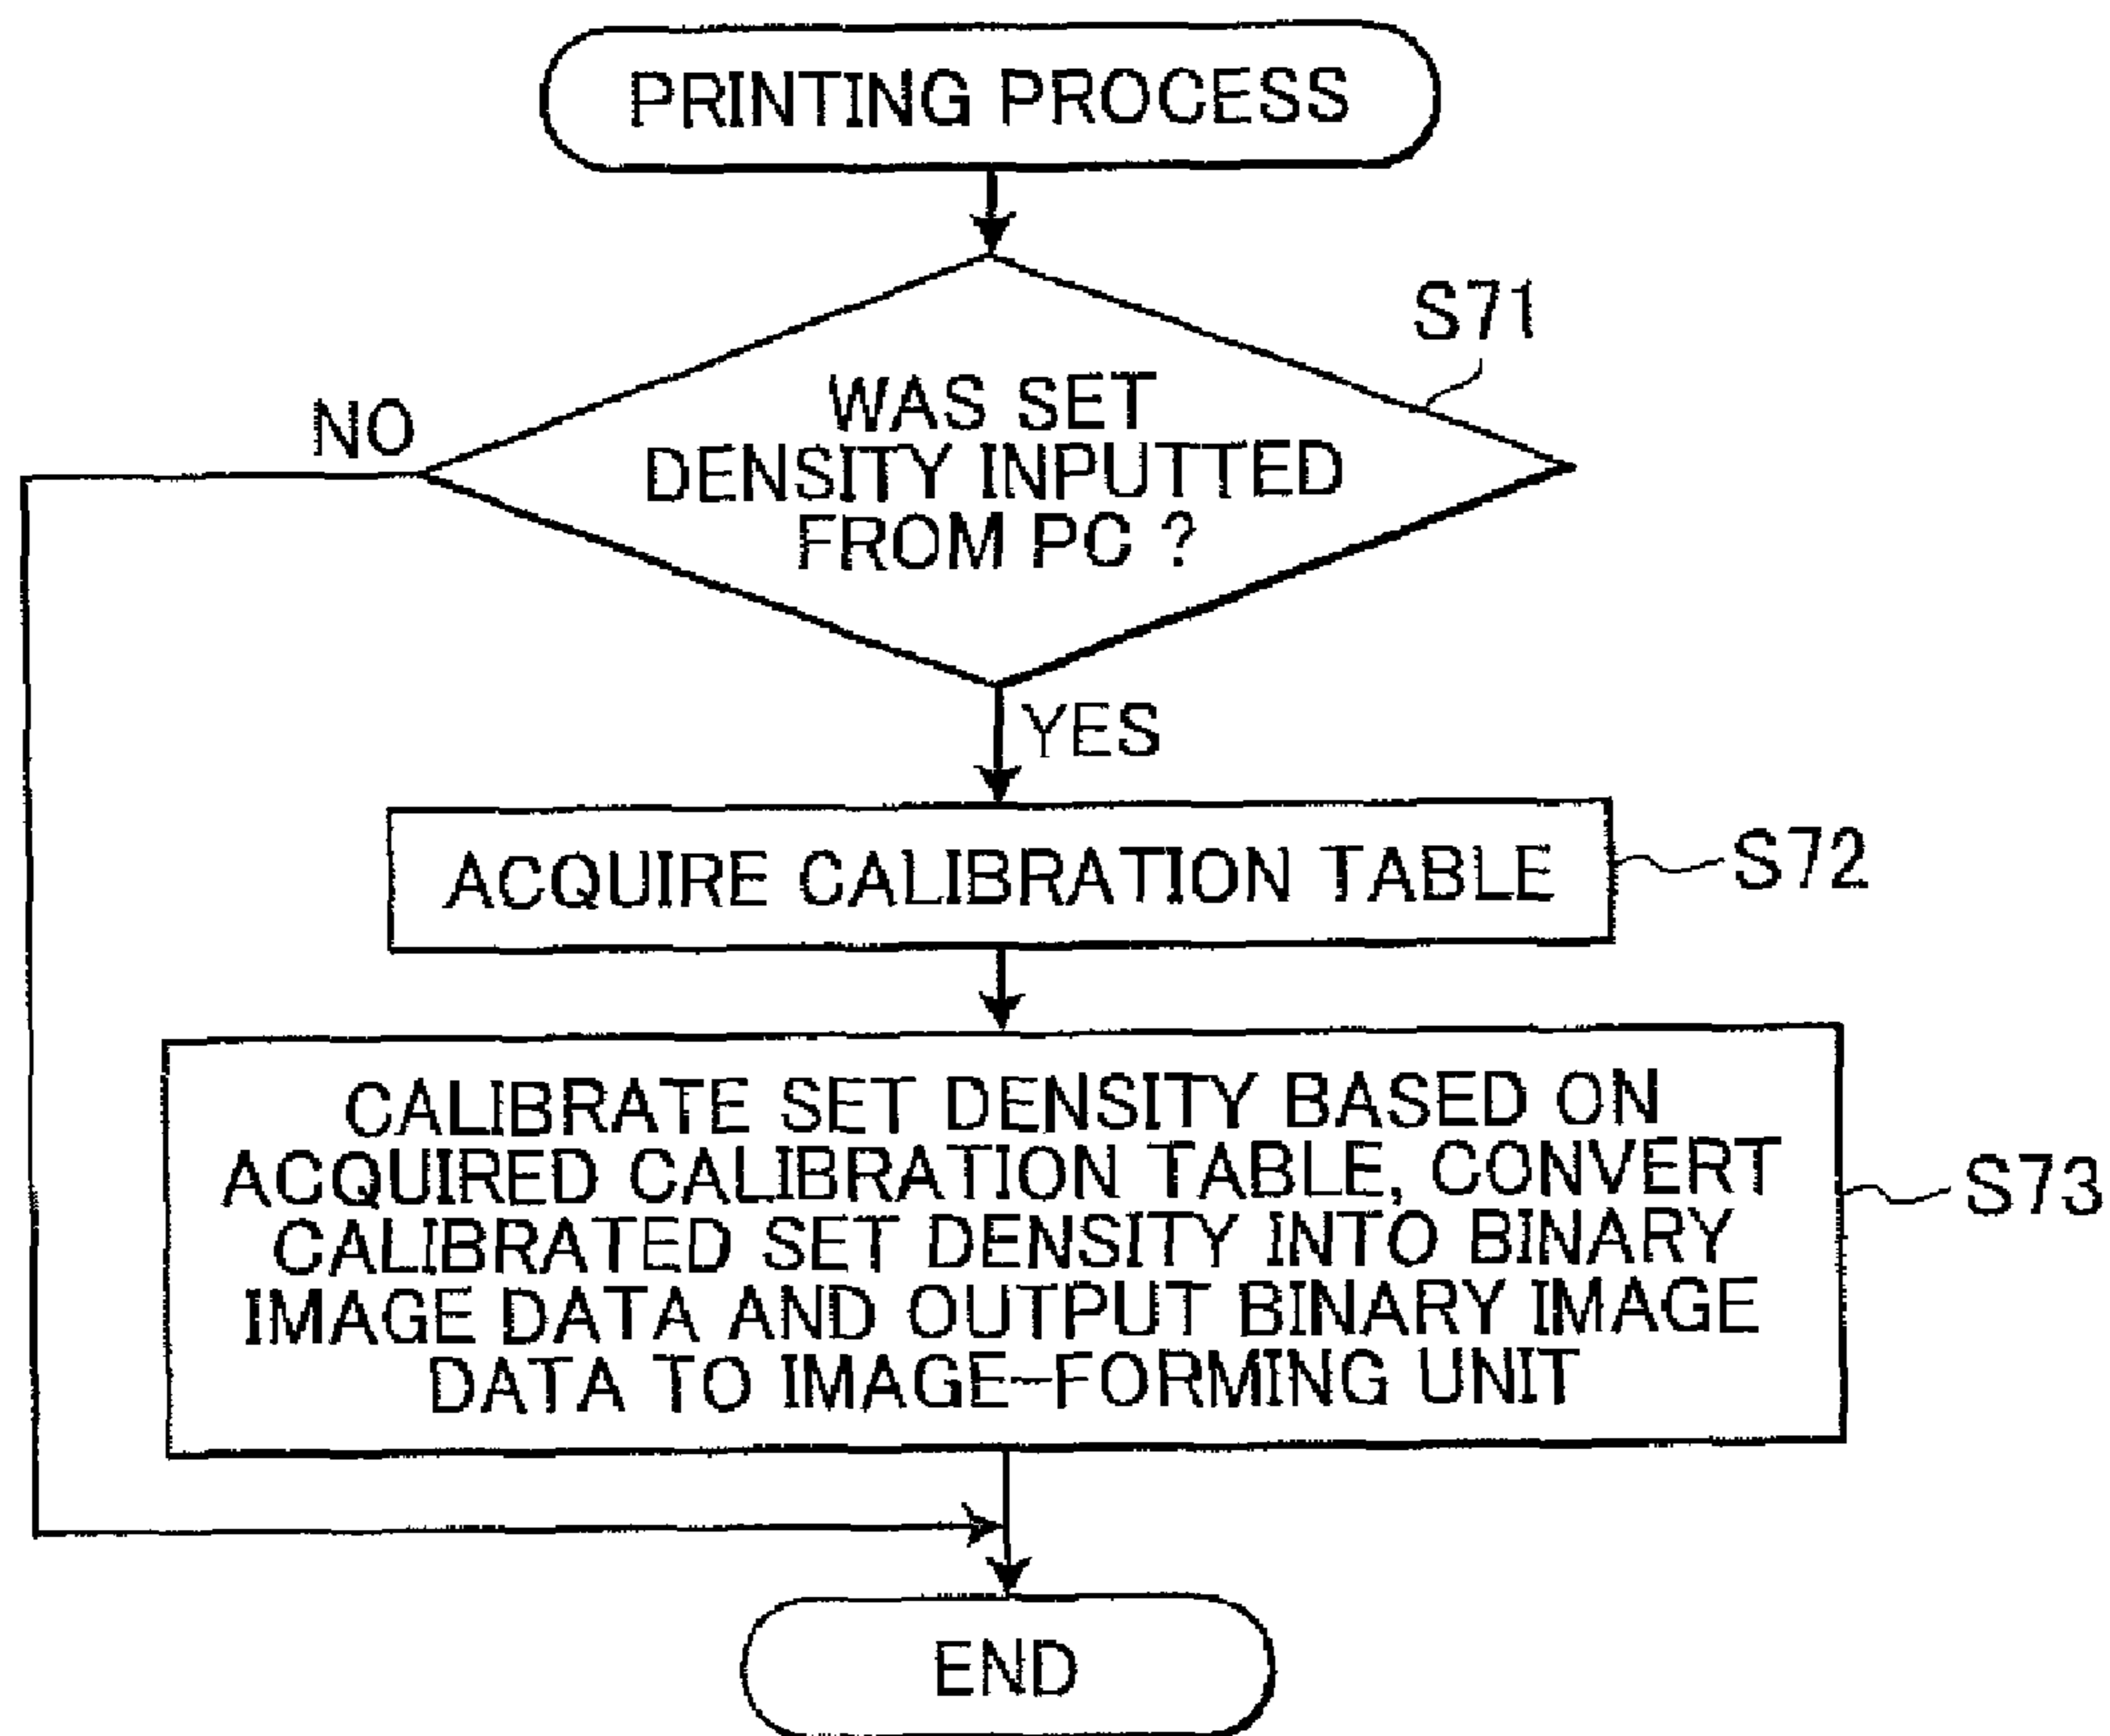 PRINTING PROCESS
S71
NO
WAS SET
DENSITY INPUTTED
FROM PC ?
YES
ACQUIRE CALIBRATION TABLE
S72
CALIBRATE SET DENSITY BASED ON
ACQUIRED CALIBRATION TABLE, CONVERT
CALIBRATED SET DENSITY INTO BINARY
IMAGE DATA AND OUTPUT BINARY IMAGE
DATA TO IMAGE-FORMING UNIT
S73
END